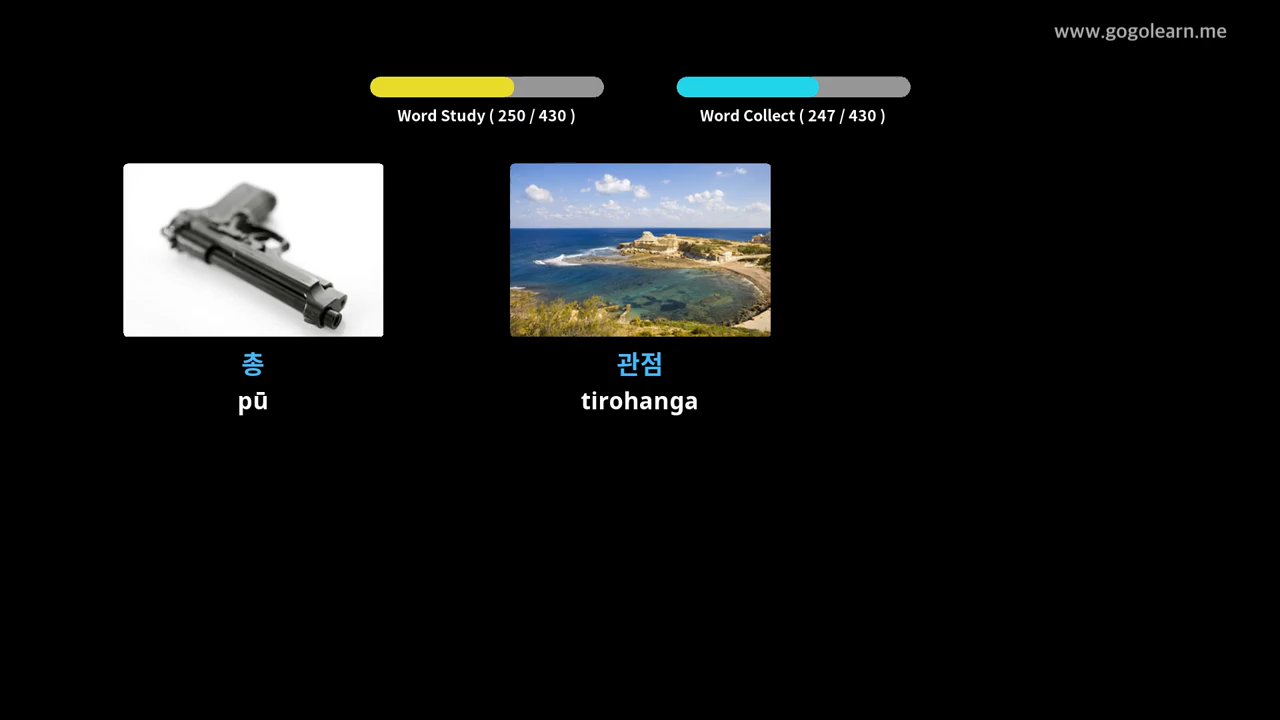 www.gogolearn.me
Word Study ( 250 / 430 )
Word Collect ( 247 / 430 )
총
pū
관점
tirohanga